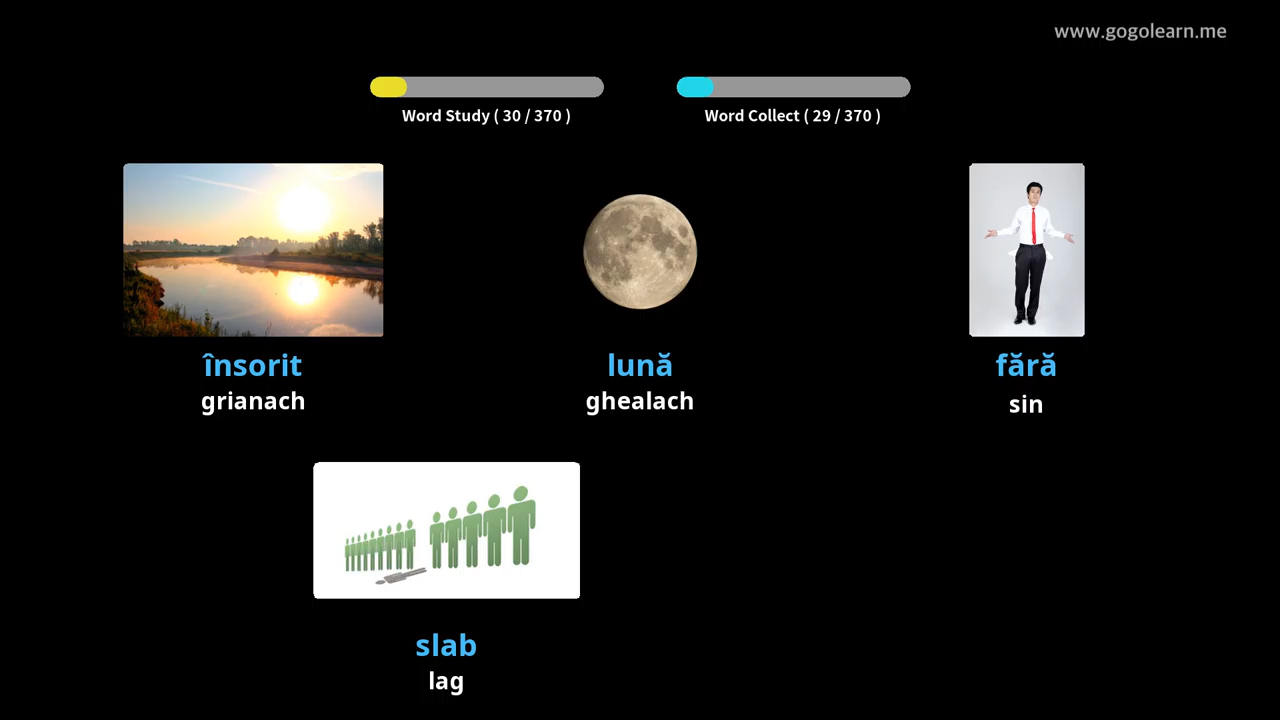 www.gogolearn.me
Word Study ( 30 / 370 )
Word Collect ( 29 / 370 )
însorit
grianach
lună
ghealach
fără
sin
slab
lag